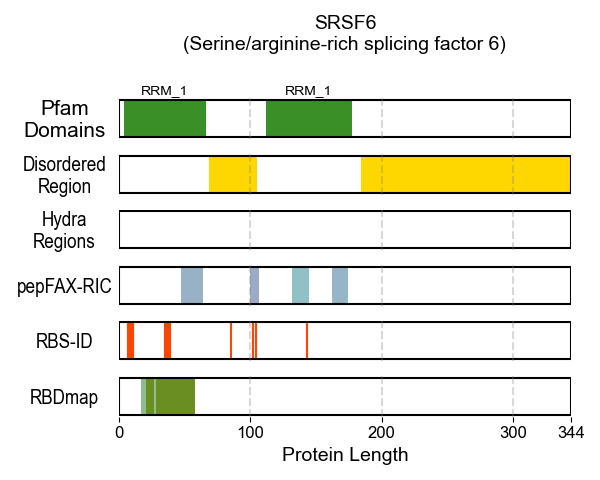 SRSF6
(Serine/arginine-rich splicing factor 6)
RRM_1 RRM_1
Pfam
Domains
Disordered
Region
Hydra
Regions
pepFAX-RIC
RBS-ID
RBDmap
0 100 200 300 344
Protein Length